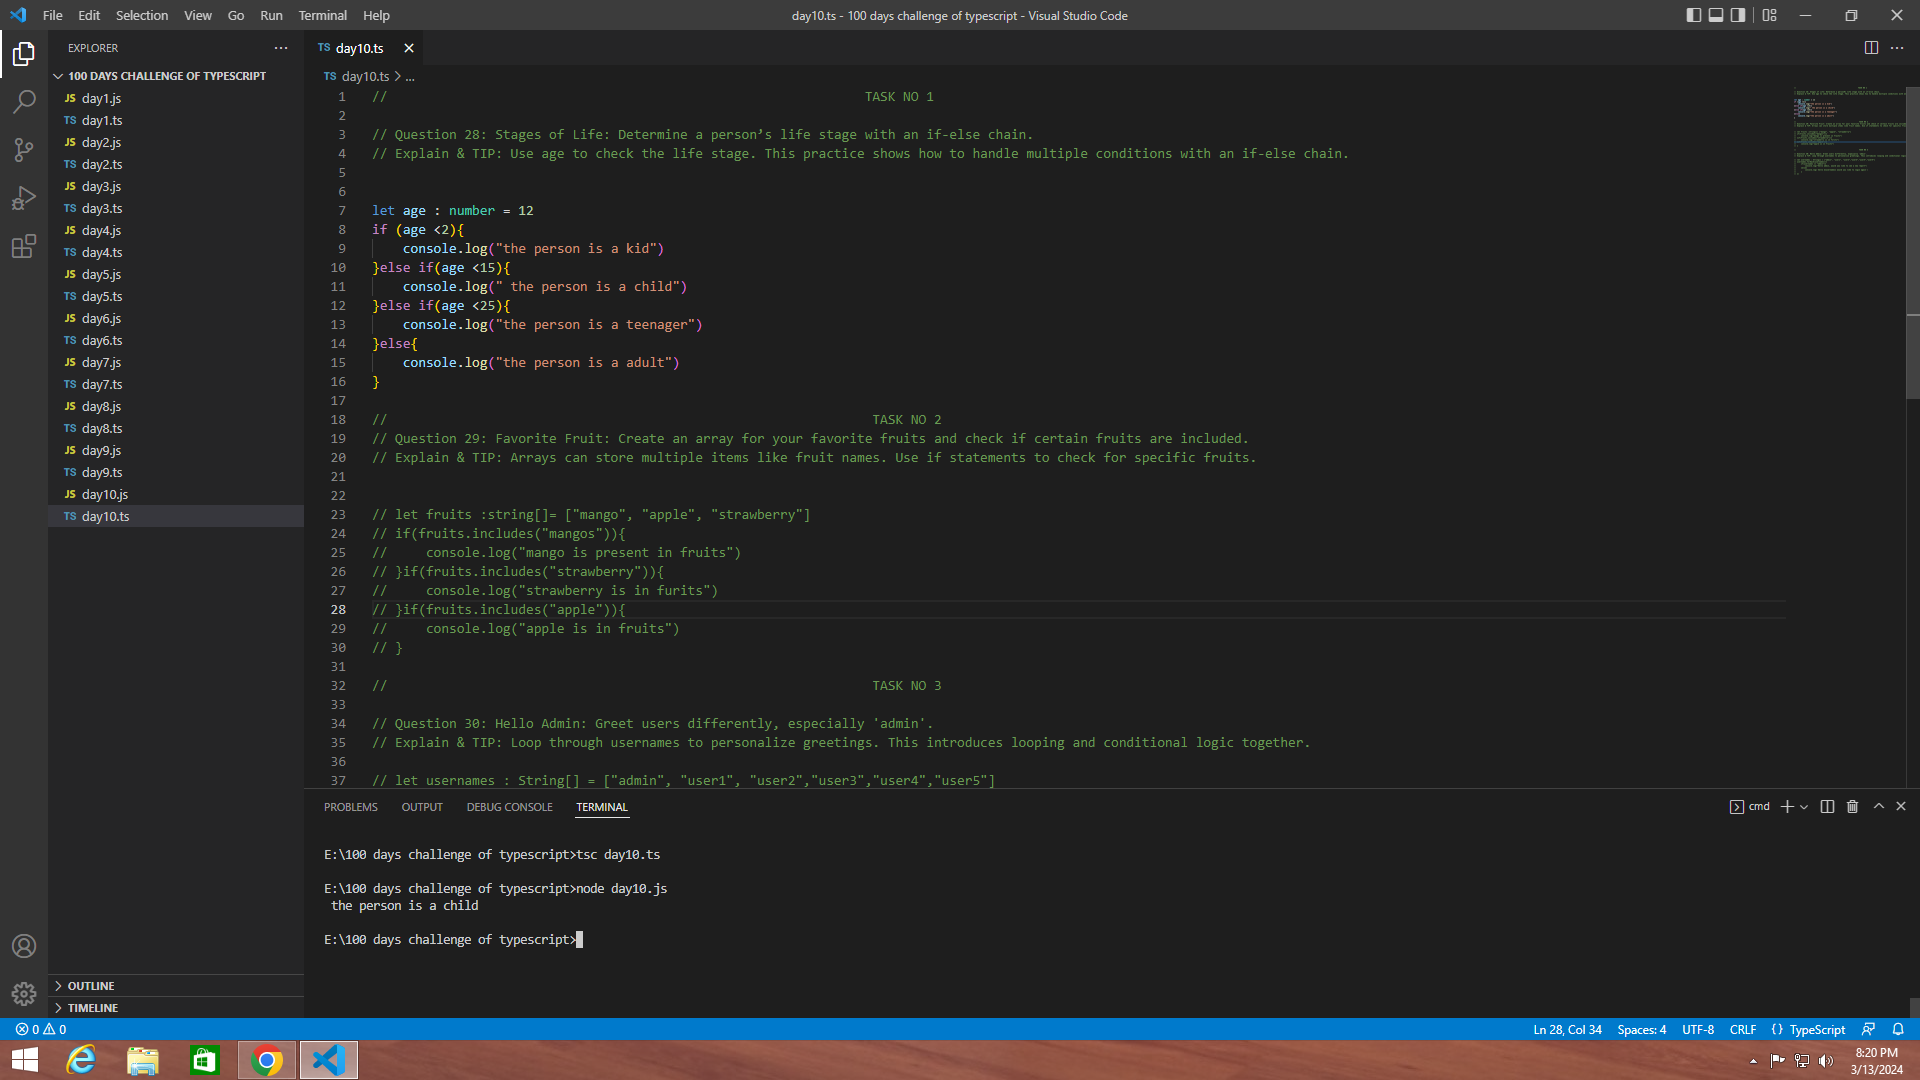 File Edit Selection View Go Run Terminal Help
day10.ts - 100 days challenge of typescript - Visual Studio Code
EXPLORER
100 DAYS CHALLENGE OF TYPESCRIPT
JS day1.js
TS day1.ts
JS day2.js
TS day2.ts
JS day3.js
TS day3.ts
JS day4.js
TS day4.ts
JS day5.js
TS day5.ts
JS day6.js
TS day6.ts
JS day7.js
TS day7.ts
JS day8.js
TS day8.ts
JS day9.js
TS day9.ts
JS day10.js
TS day10.ts
OUTLINE
TIMELINE
TS day10.ts
TS day10.ts > ...
1 // TASK NO 1
2
3 // Question 28: Stages of Life: Determine a person’s life stage with an if-else chain.
4 // Explain & TIP: Use age to check the life stage. This practice shows how to handle multiple conditions with an if-else chain.
5
6
7 let age : number = 12
8 if (age <2){
9 console.log("the person is a kid")
10 }else if(age <15){
11 console.log(" the person is a child")
12 }else if(age <25){
13 console.log("the person is a teenager")
14 }else{
15 console.log("the person is a adult")
16 }
17
18 // TASK NO 2
19 // Question 29: Favorite Fruit: Create an array for your favorite fruits and check if certain fruits are included.
20 // Explain & TIP: Arrays can store multiple items like fruit names. Use if statements to check for specific fruits.
21
22
23 // let fruits :string[]= ["mango", "apple", "strawberry"]
24 // if(fruits.includes("mangos")){
25 // console.log("mango is present in fruits")
26 // }if(fruits.includes("strawberry")){
27 // console.log("strawberry is in furits")
28 // }if(fruits.includes("apple")){
29 // console.log("apple is in fruits")
30 // }
31
32 // TASK NO 3
33
34 // Question 30: Hello Admin: Greet users differently, especially 'admin'.
35 // Explain & TIP: Loop through usernames to personalize greetings. This introduces looping and conditional logic together.
36
37 // let usernames : String[] = ["admin", "user1", "user2","user3","user4","user5"]
PROBLEMS OUTPUT DEBUG CONSOLE TERMINAL
cmd
E:\100 days challenge of typescript>tsc day10.ts
E:\100 days challenge of typescript>node day10.js
the person is a child
E:\100 days challenge of typescript>
0 0
Ln 28, Col 34 Spaces: 4 UTF-8 CRLF {} TypeScript
8:20 PM
3/13/2024